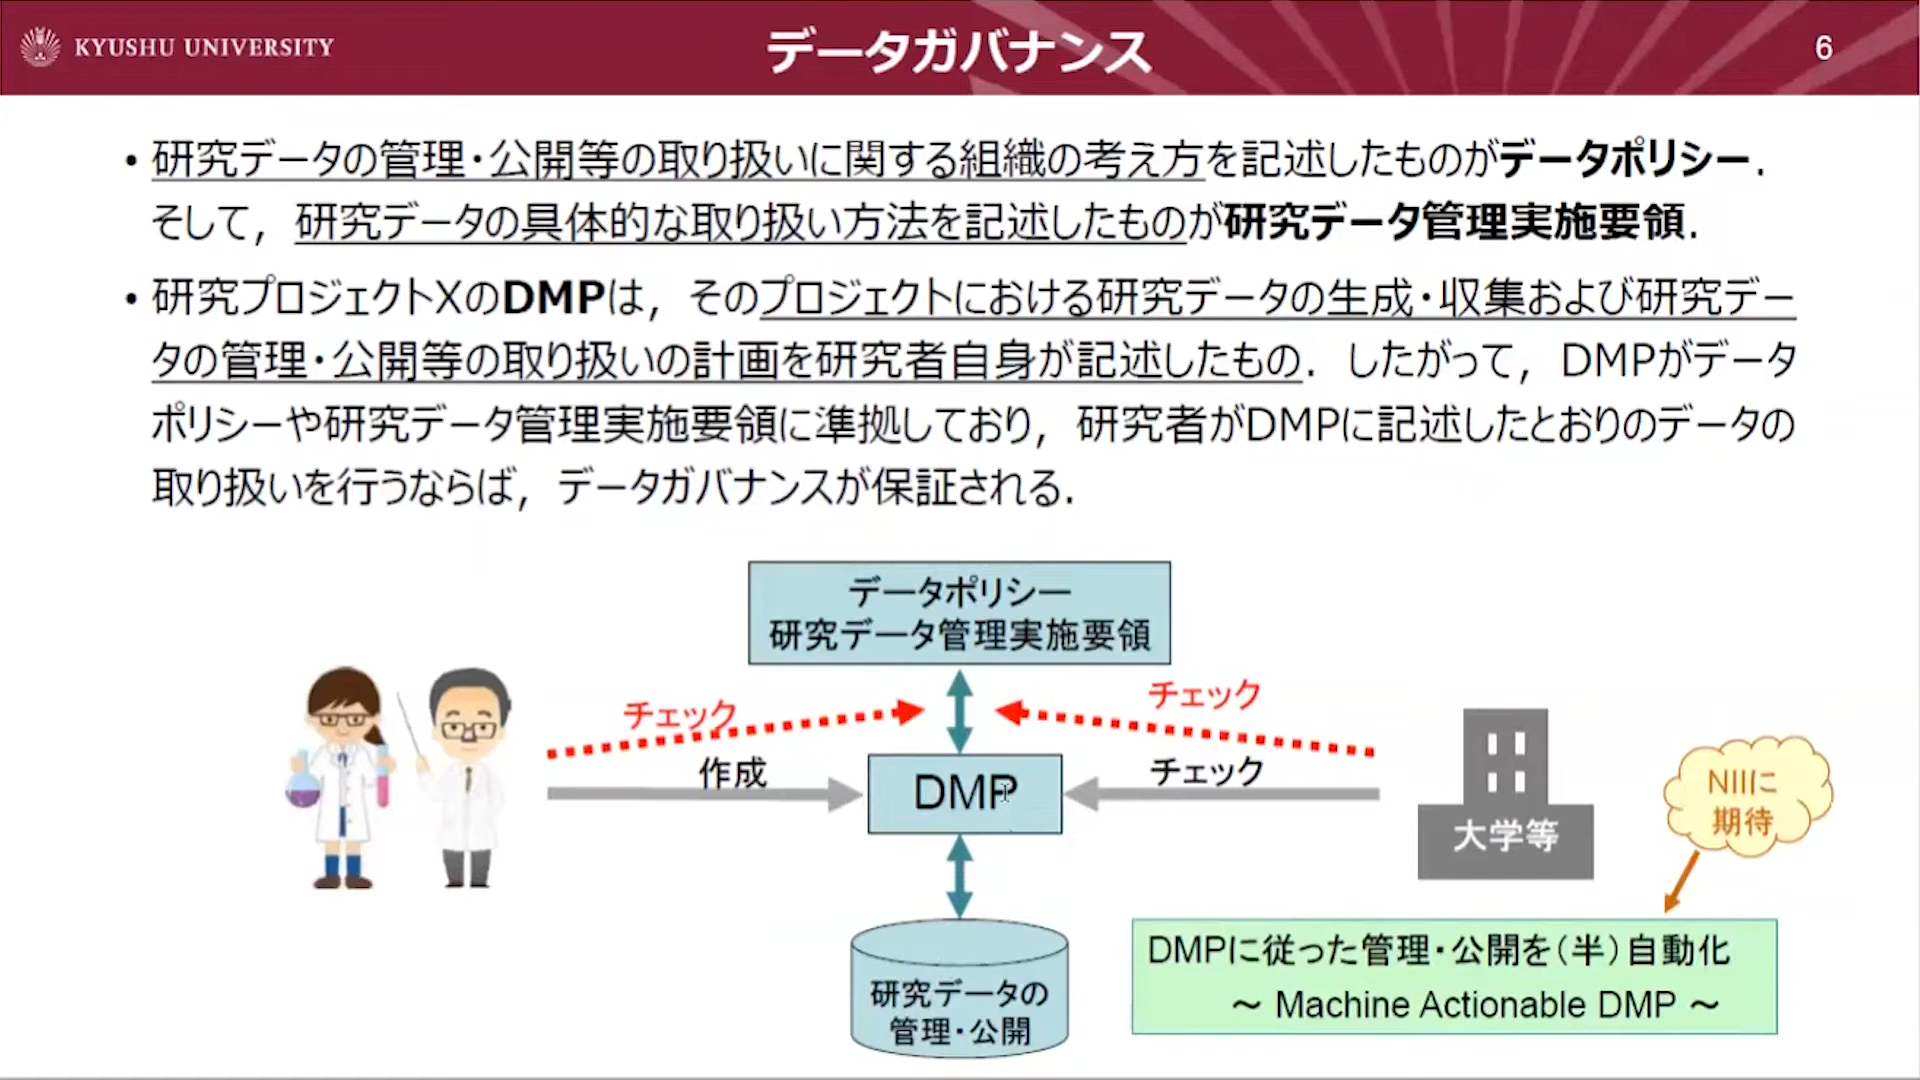 KYUSHU UNIVERSITY
データガバナンス
6
• 研究データの管理・公開等の取り扱いに関する組織の考え方を記述したものがデータポリシー．
そして，研究データの具体的な取り扱い方法を記述したものが研究データ管理実施要領．
• 研究プロジェクトXのDMPは，そのプロジェクトにおける研究データの生成・収集および研究デー
タの管理・公開等の取り扱いの計画を研究者自身が記述したもの．したがって，DMPがデータ
ポリシーや研究データ管理実施要領に準拠しており，研究者がDMPに記述したとおりのデータの
取り扱いを行うならば，データガバナンスが保証される．
データポリシー
研究データ管理実施要領
チェック
チェック
作成
DMP
チェック
大学等
NIIに
期待
研究データの
管理・公開
DMPに従った管理・公開を（半）自動化
～ Machine Actionable DMP ～